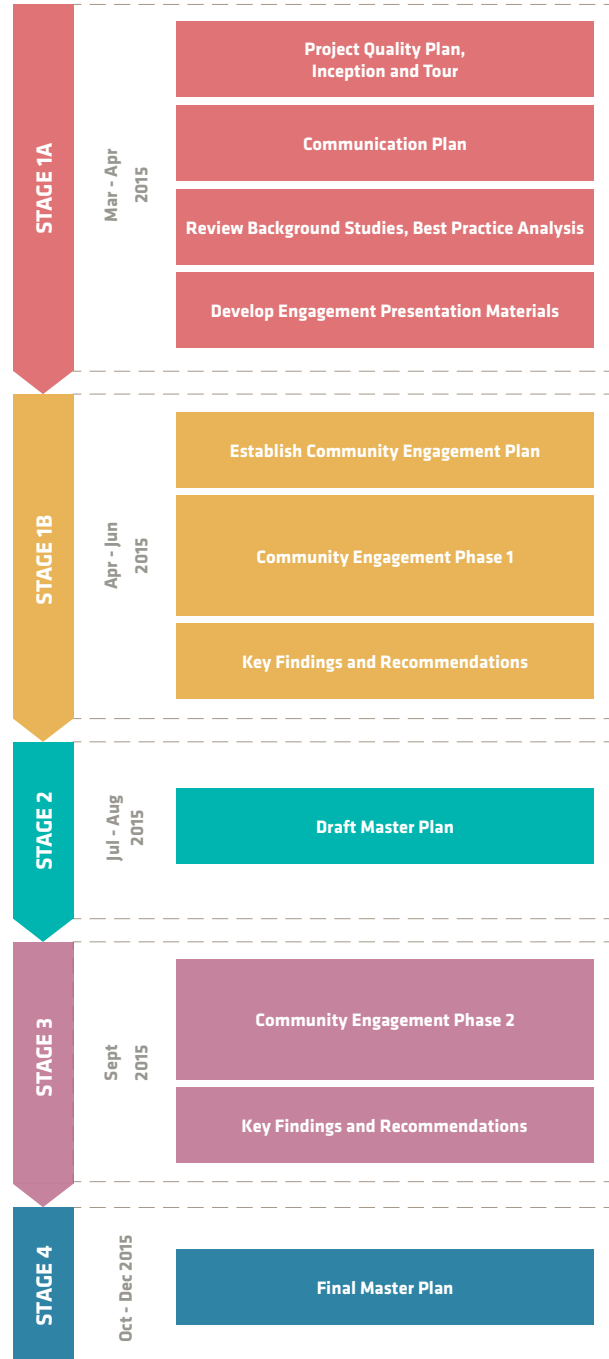 STAGE 1A
Mar - Apr
2015
Project Quality Plan,
Inception and Tour
Communication Plan
Review Background Studies, Best Practice Analysis
Develop Engagement Presentation Materials
STAGE 1B
Apr - Jun
2015
Establish Community Engagement Plan
Community Engagement Phase 1
Key Findings and Recommendations
STAGE 2
Jul - Aug
2015
Draft Master Plan
STAGE 3
Sept
2015
Community Engagement Phase 2
Key Findings and Recommendations
STAGE 4
Oct - Dec 2015
Final Master Plan